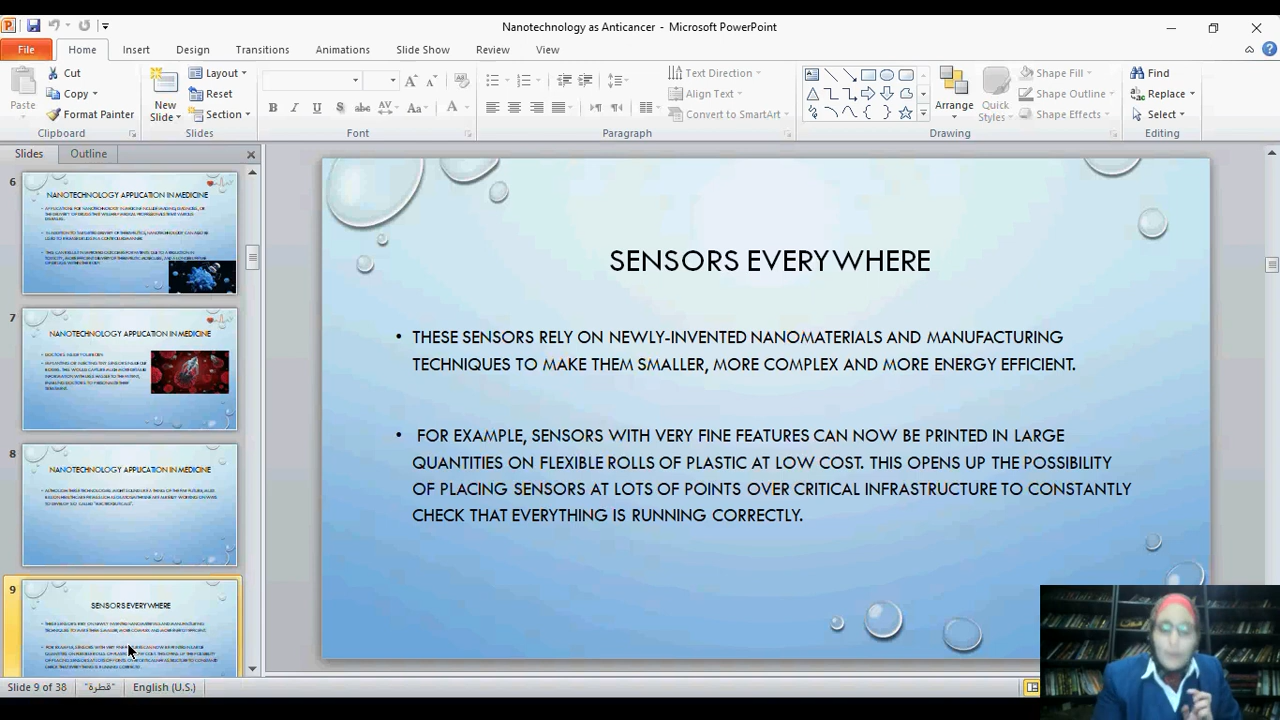 Nanotechnology as Anticancer - Microsoft PowerPoint
File Home Insert Design Transitions Animations Slide Show Review View
Paste
Cut
Copy
Format Painter
Clipboard
New Slide
Layout
Reset
Section
Slides
B I U S abc AV Aa A
Font
Text Direction
Align Text
Convert to SmartArt
Paragraph
Arrange
Quick Styles
Shape Fill
Shape Outline
Shape Effects
Drawing
Find
Replace
Select
Editing
Slides Outline
6
NANOTECHNOLOGY APPLICATION IN MEDICINE
7
NANOTECHNOLOGY APPLICATION IN MEDICINE
8
NANOTECHNOLOGY APPLICATION IN MEDICINE
9
SENSORS EVERYWHERE
SENSORS EVERYWHERE
• THESE SENSORS RELY ON NEWLY-INVENTED NANOMATERIALS AND MANUFACTURING
TECHNIQUES TO MAKE THEM SMALLER, MORE COMPLEX AND MORE ENERGY EFFICIENT.
• FOR EXAMPLE, SENSORS WITH VERY FINE FEATURES CAN NOW BE PRINTED IN LARGE
QUANTITIES ON FLEXIBLE ROLLS OF PLASTIC AT LOW COST. THIS OPENS UP THE POSSIBILITY
OF PLACING SENSORS AT LOTS OF POINTS OVER CRITICAL INFRASTRUCTURE TO CONSTANTLY
CHECK THAT EVERYTHING IS RUNNING CORRECTLY.
Slide 9 of 38 "قطرة" English (U.S.)